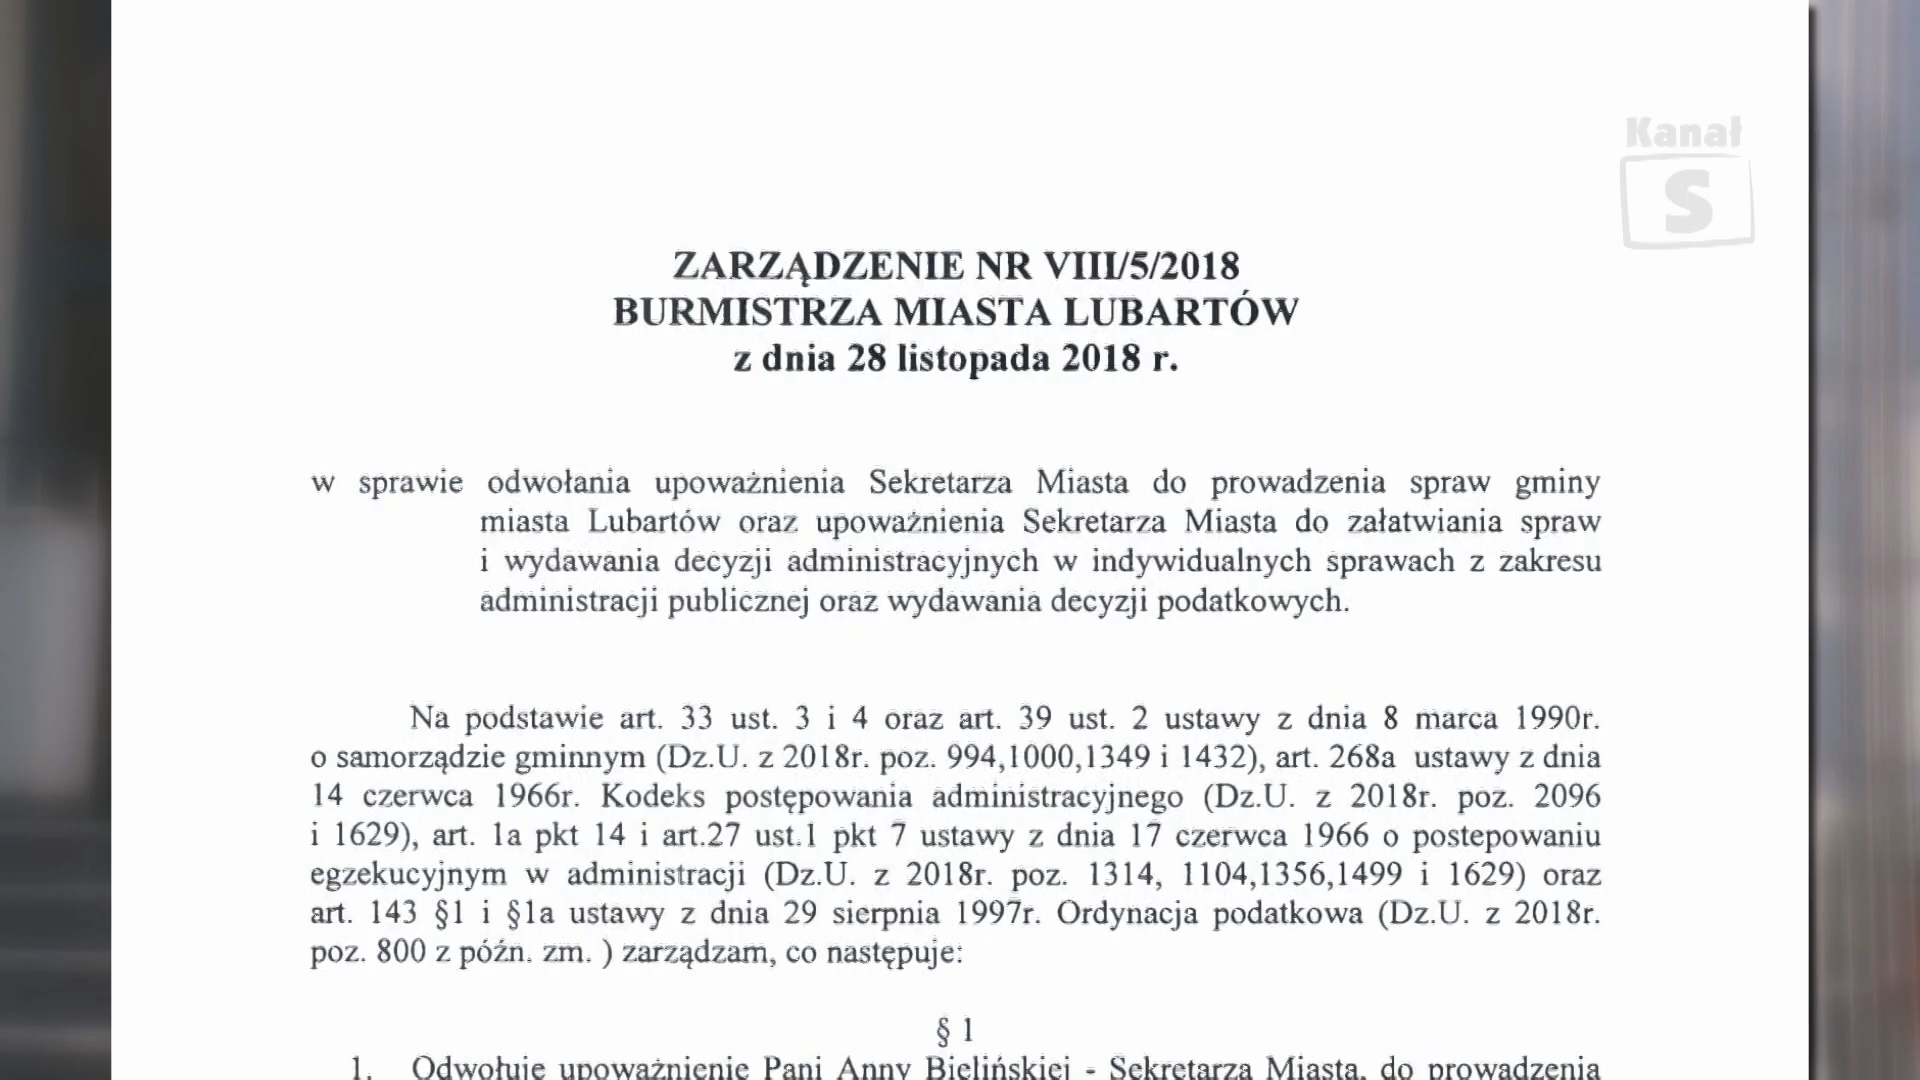 Kanał
S
ZARZĄDZENIE NR VIII/5/2018
BURMISTRZA MIASTA LUBARTÓW
z dnia 28 listopada 2018 r.
w sprawie odwołania upoważnienia Sekretarza Miasta do prowadzenia spraw gminy
miasta Lubartów oraz upoważnienia Sekretarza Miasta do załatwiania spraw
i wydawania decyzji administracyjnych w indywidualnych sprawach z zakresu
administracji publicznej oraz wydawania decyzji podatkowych.
Na podstawie art. 33 ust. 3 i 4 oraz art. 39 ust. 2 ustawy z dnia 8 marca 1990r.
o samorządzie gminnym (Dz.U. z 2018r. poz. 994,1000,1349 i 1432), art. 268a ustawy z dnia
14 czerwca 1966r. Kodeks postępowania administracyjnego (Dz.U. z 2018r. poz. 2096
i 1629), art. 1a pkt 14 i art.27 ust.1 pkt 7 ustawy z dnia 17 czerwca 1966 o postepowaniu
egzekucyjnym w administracji (Dz.U. z 2018r. poz. 1314, 1104,1356,1499 i 1629) oraz
art. 143 §1 i §1a ustawy z dnia 29 sierpnia 1997r. Ordynacja podatkowa (Dz.U. z 2018r.
poz. 800 z późn. zm. ) zarządzam, co następuje:
§ 1
1. Odwołuję upoważnienie Pani Anny Bielińskiej - Sekretarza Miasta, do prowadzenia